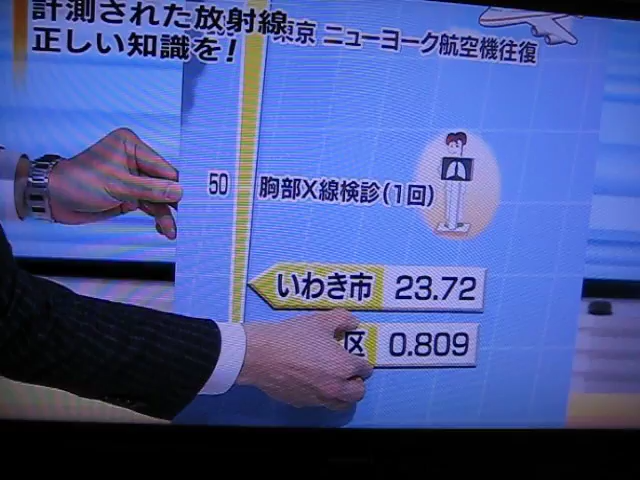 計測された放射線
正しい知識を!
東京 ニューヨーク航空機往復
50
胸部X線検診(1回)
いわき市 23.72
区 0.809